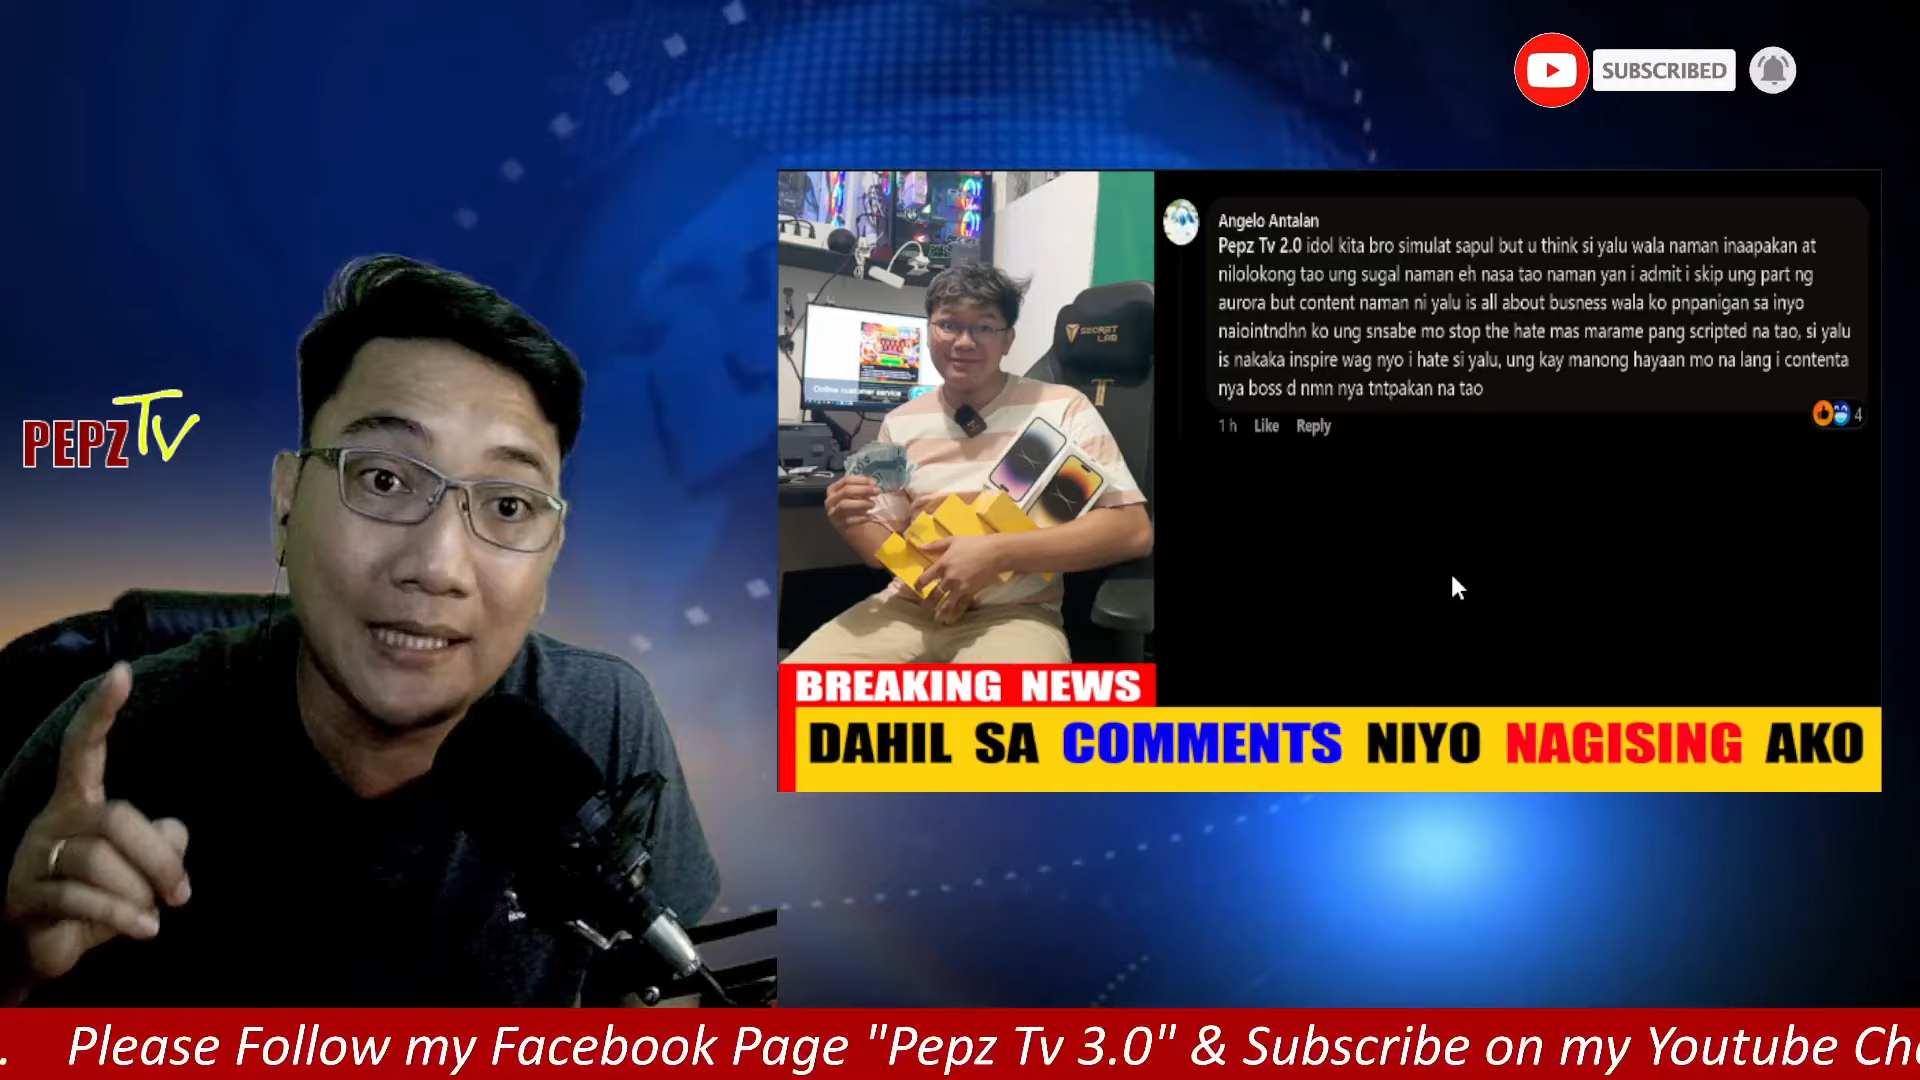 SUBSCRIBED
PEPZ Tv
SECRET
LAB
Online customer service
Angelo Antalan
Pepz Tv 2.0 idol kita bro simulat sapul but u think si yalu wala naman inaapakan at
nilolokong tao ung sugal naman eh nasa tao naman yan i admit i skip ung part ng
aurora but content naman ni yalu is all about busness wala ko pnpanigan sa inyo
naiointndhn ko ung snsabe mo stop the hate mas marame pang scripted na tao, si yalu
is nakaka inspire wag nyo i hate si yalu, ung kay manong hayaan mo na lang i contenta
nya boss d nmn nya tntpakan na tao
1 h Like Reply
4
BREAKING NEWS
DAHIL SA COMMENTS NIYO NAGISING AKO
. Please Follow my Facebook Page "Pepz Tv 3.0" & Subscribe on my Youtube Ch